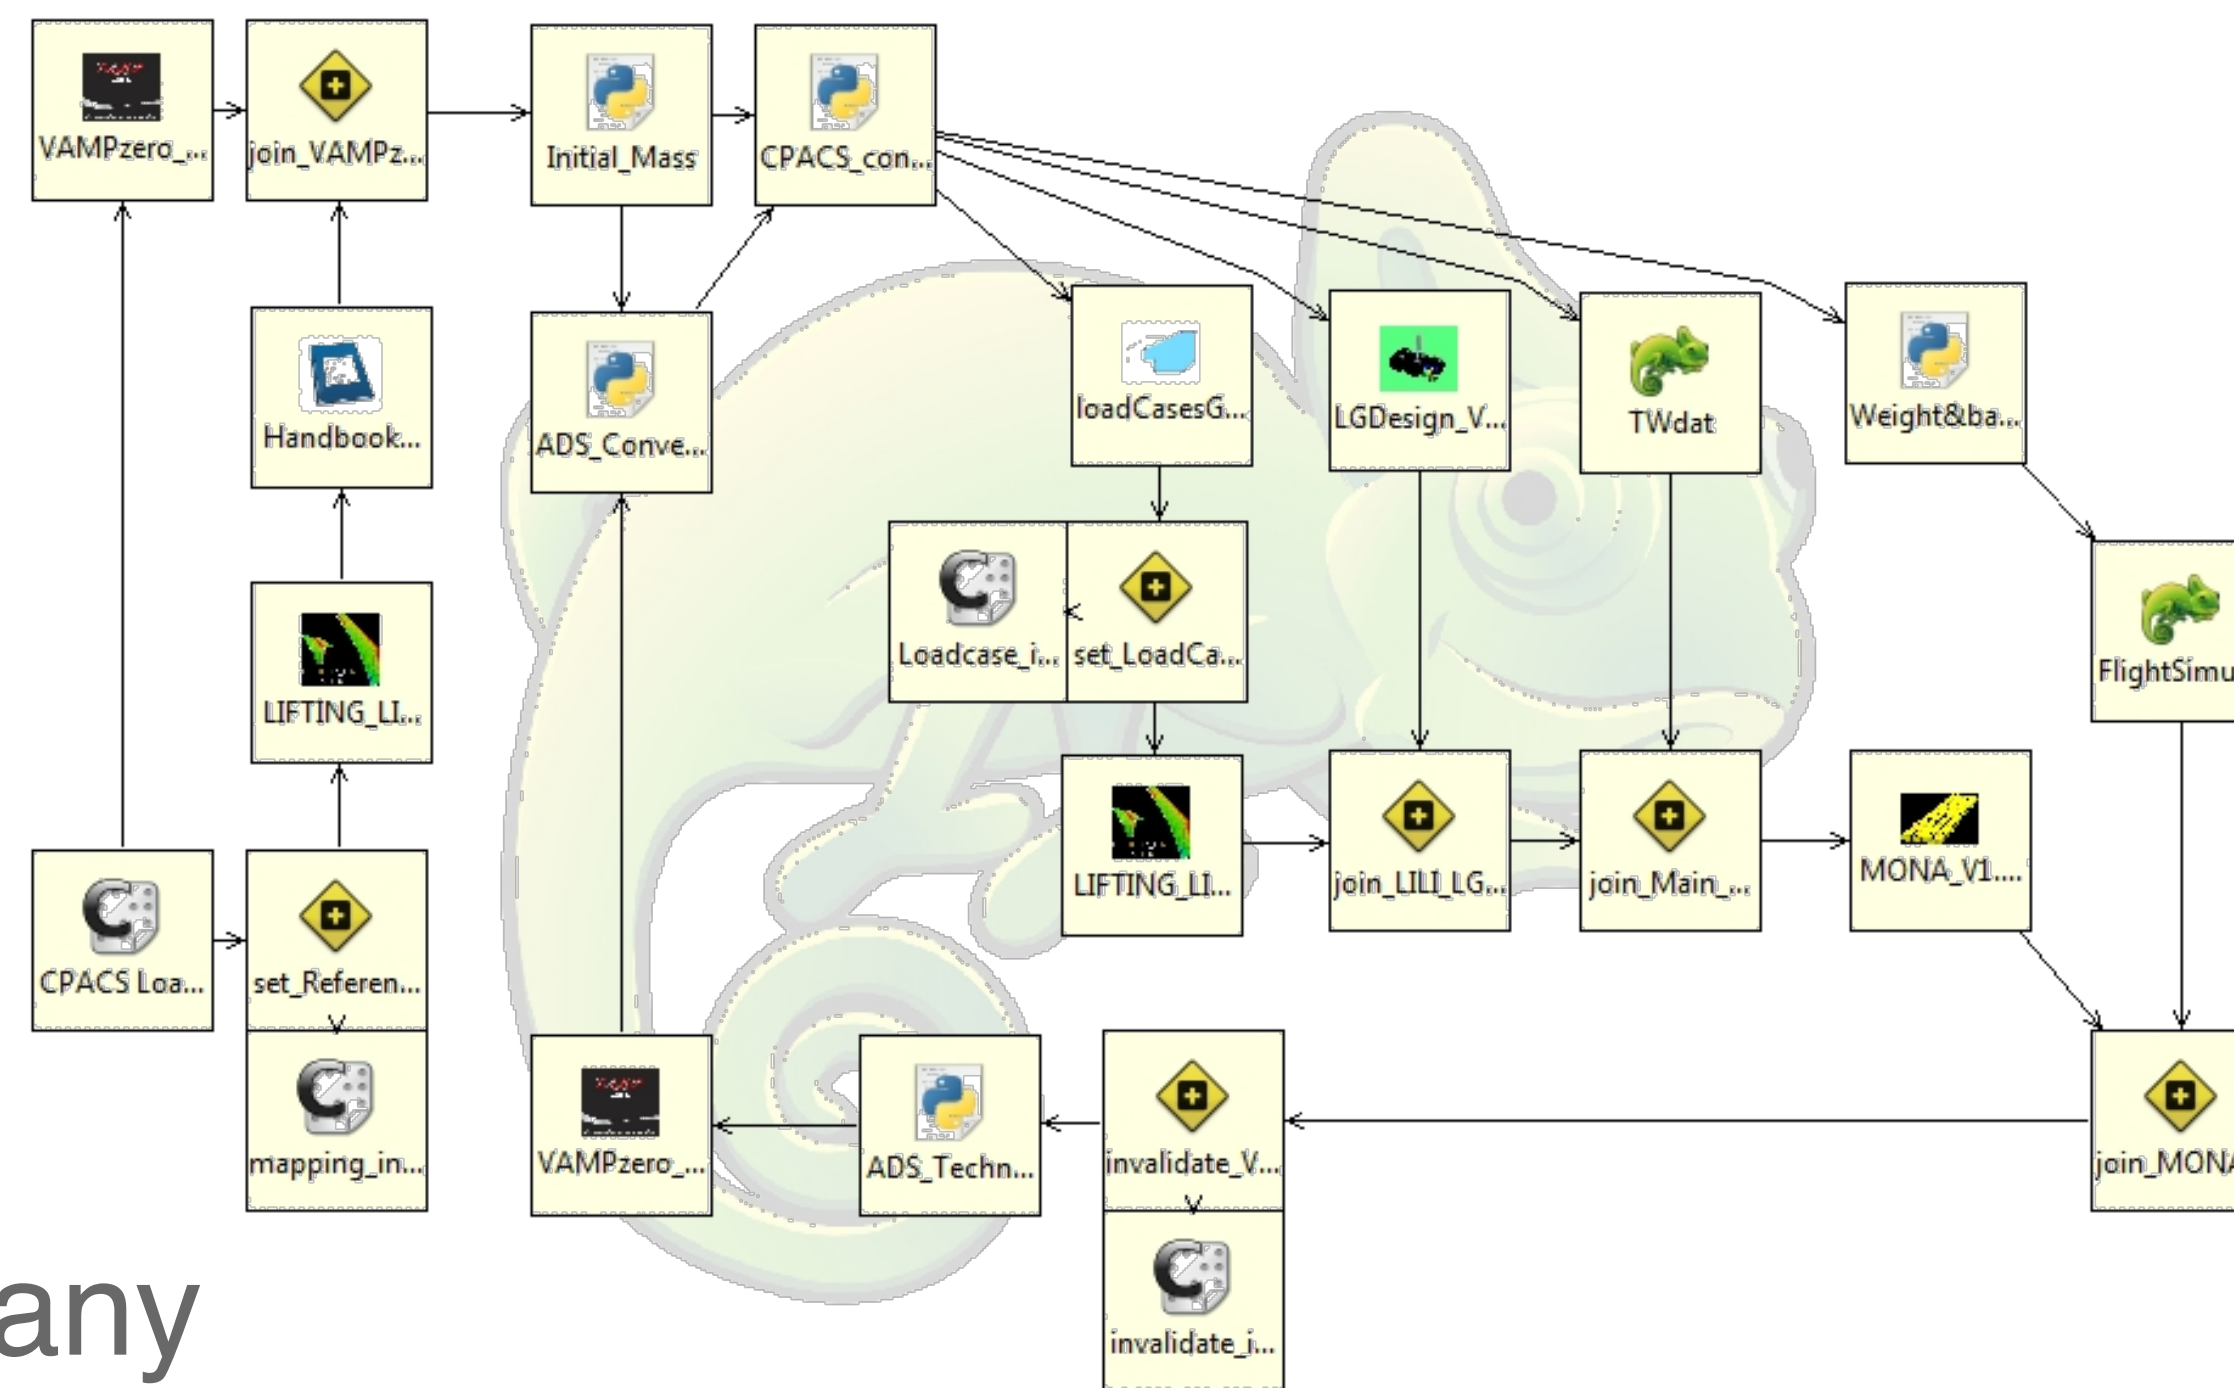 VAMPzero_...
join_VAMPz...
Initial_Mass
CPACS_con...
Handbook...
ADS_Conve...
loadCasesG...
LGDesign_V...
TWdat
Weight&ba...
LIFTING_LI...
Loadcase_i...
set_LoadCa...
FlightSimu
CPACS Loa...
set_Referen...
LIFTING_LI...
join_LILI_LG...
join_Main_...
MONA_V1....
mapping_in...
VAMPzero_...
ADS_Techn...
invalidate_V...
join_MONA
invalidate_i...
any